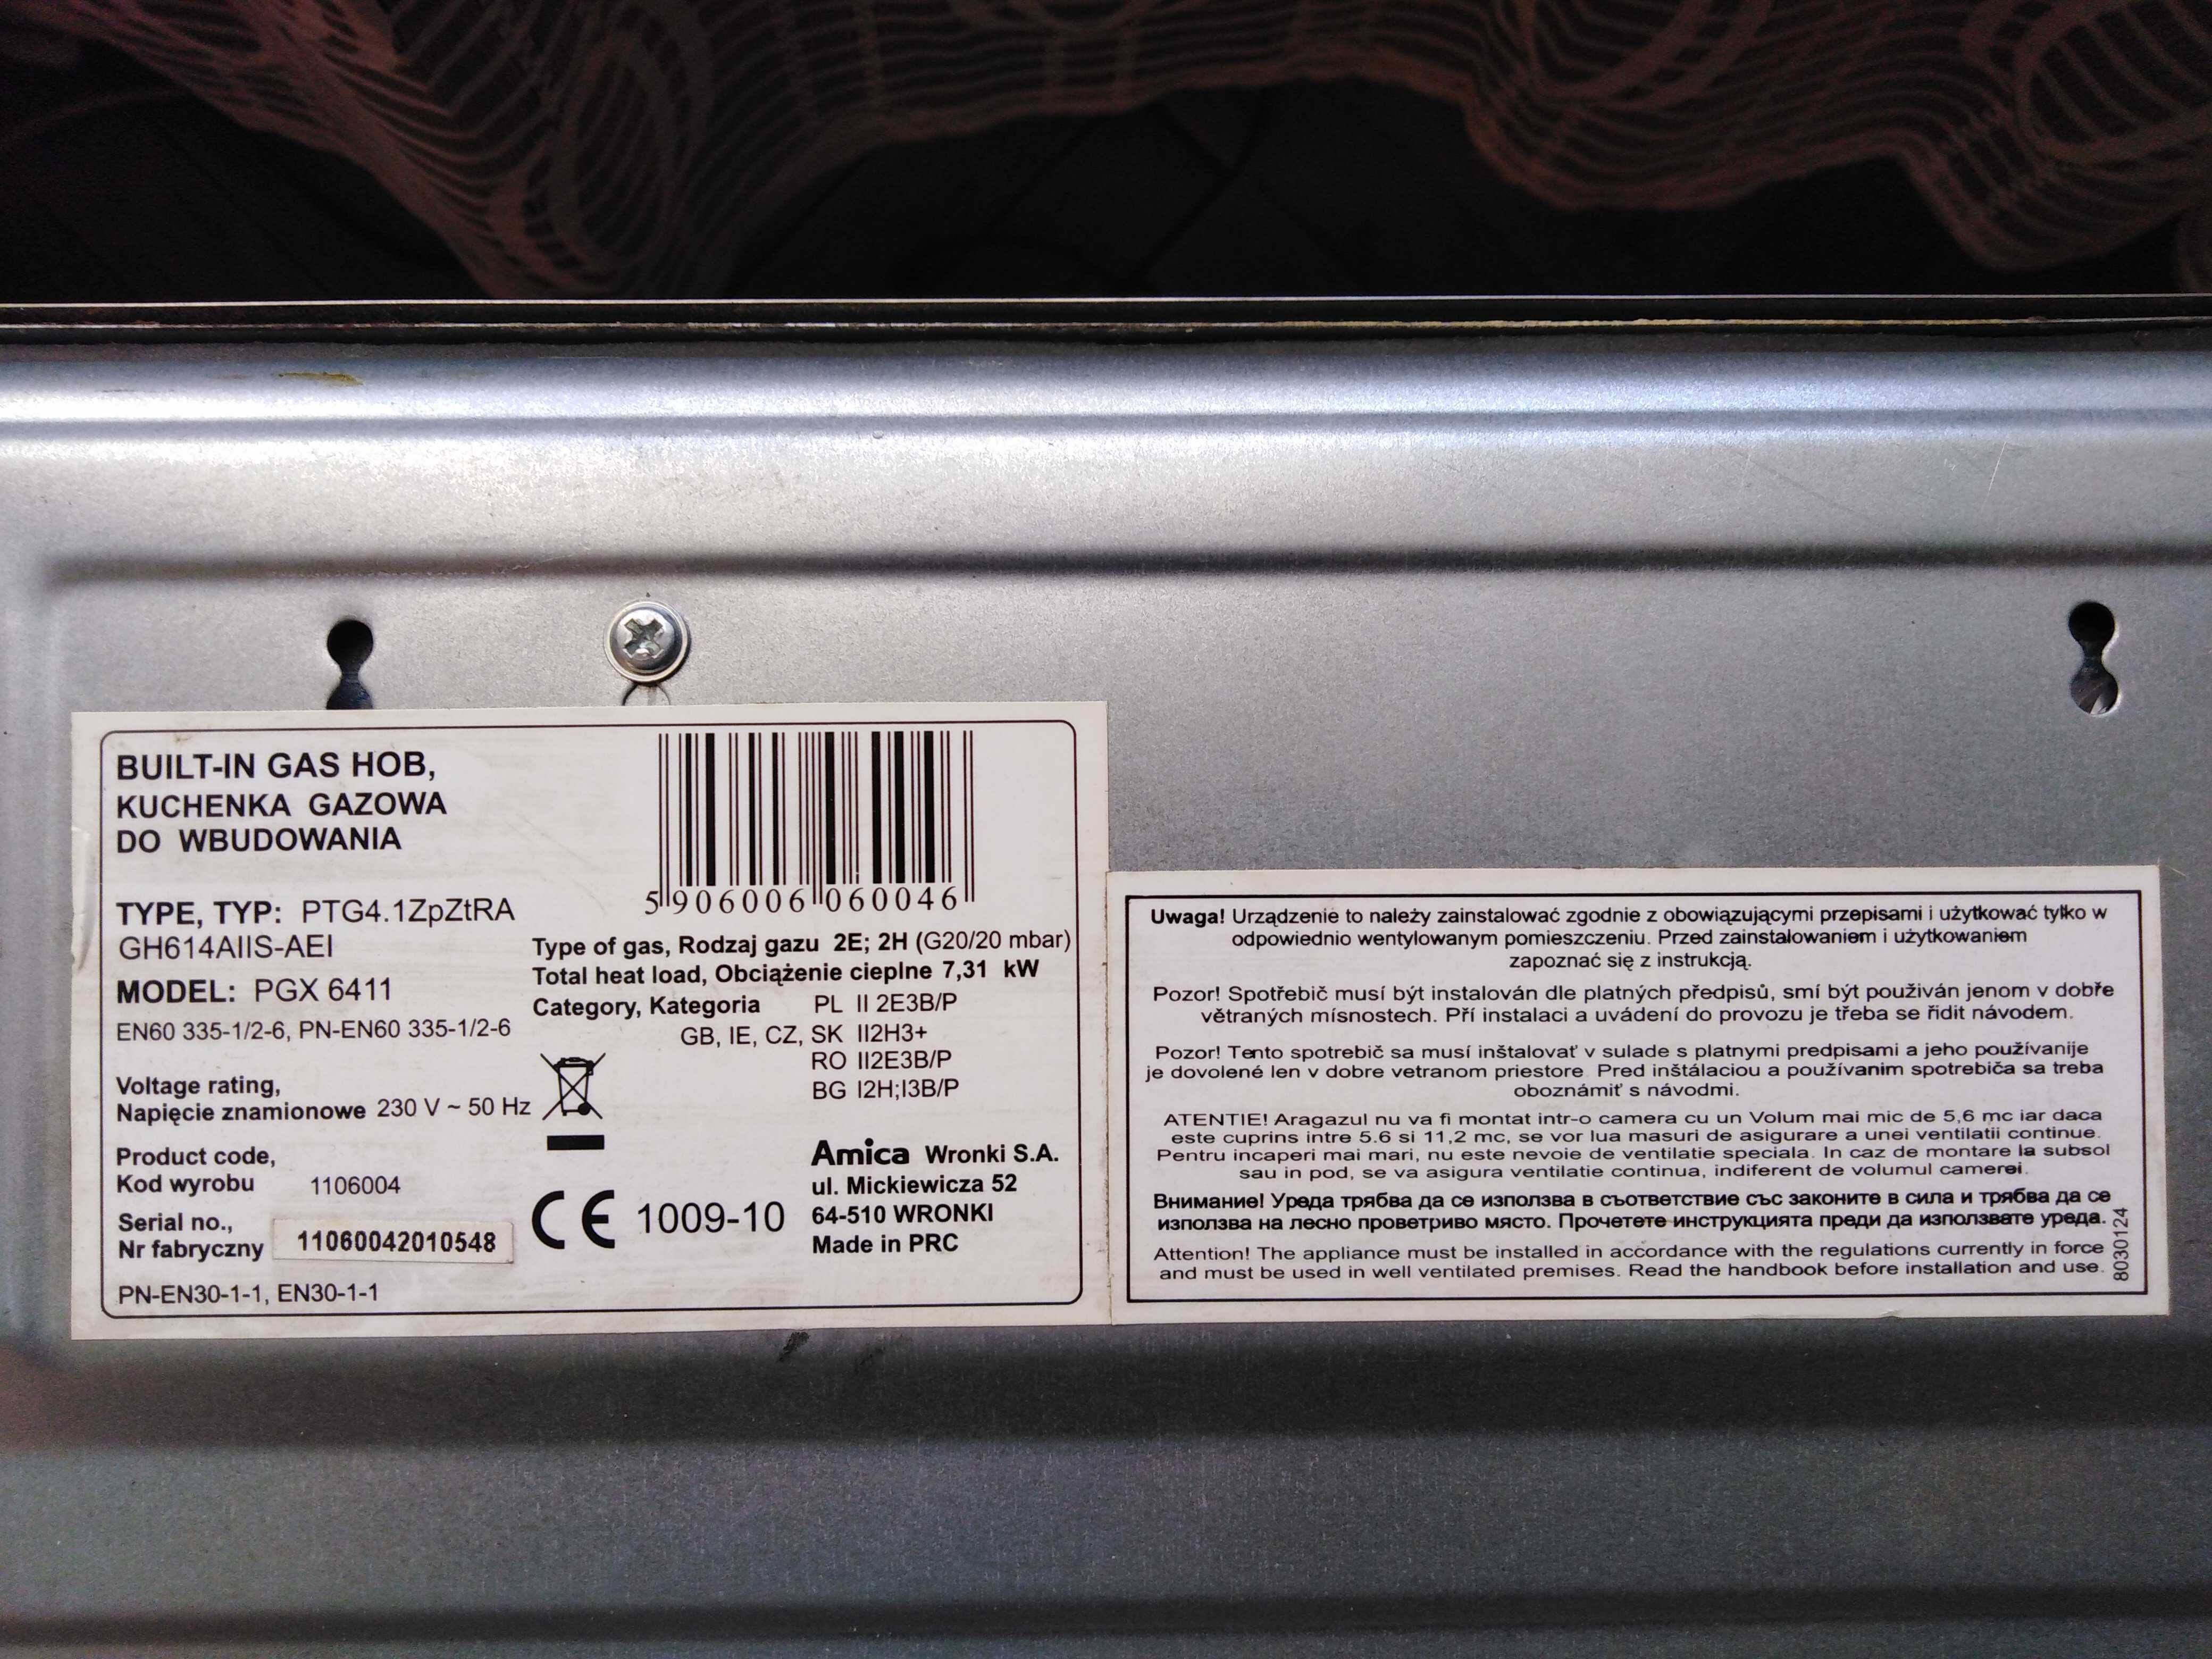 BUILT-IN GAS HOB,
KUCHENKA GAZOWA
DO WBUDOWANIA
TYPE, TYP: PTG4.1ZpZtRA
GH614AIIS-AEI
MODEL: PGX 6411
EN60 335-1/2-6, PN-EN60 335-1/2-6
Voltage rating,
Napięcie znamionowe 230 V ~ 50 Hz
Product code,
Kod wyrobu 1106004
Serial no.,
Nr fabryczny 11060042010548
PN-EN30-1-1, EN30-1-1
5 906006 060046
Type of gas, Rodzaj gazu 2E; 2H (G20/20 mbar)
Total heat load, Obciążenie cieplne 7,31 kW
Category, Kategoria PL II 2E3B/P
GB, IE, CZ, SK II2H3+
RO II2E3B/P
BG I2H;I3B/P
CE 1009-10
Amica Wronki S.A.
ul. Mickiewicza 52
64-510 WRONKI
Made in PRC
Uwaga! Urządzenie to należy zainstalować zgodnie z obowiązującymi przepisami i użytkować tylko w
odpowiednio wentylowanym pomieszczeniu. Przed zainstalowaniem i użytkowaniem
zapoznać się z instrukcją.
Pozor! Spotřebič musí být instalován dle platných předpisů, smí být použiván jenom v dobře
větraných mísnostech. Pří instalaci a uvádení do provozu je třeba se řidit návodem.
Pozor! Tento spotrebič sa musí inštalovať v sulade s platnymi predpisami a jeho používanije
je dovolené len v dobre vetranom priestore. Pred inštálaciou a používanim spotrebiča sa treba
oboznámiť s návodmi.
ATENTIE! Aragazul nu va fi montat intr-o camera cu un Volum mai mic de 5,6 mc iar daca
este cuprins intre 5.6 si 11,2 mc, se vor lua masuri de asigurare a unei ventilatii continue.
Pentru incaperi mai mari, nu este nevoie de ventilatie speciala. In caz de montare la subsol
sau in pod, se va asigura ventilatie continua, indiferent de volumul camerei.
Внимание! Уреда трябва да се използва в съответствие със законите в сила и трябва да се
използва на лесно проветриво място. Прочетете инструкцията преди да използвате уреда.
Attention! The appliance must be installed in accordance with the regulations currently in force
and must be used in well ventilated premises. Read the handbook before installation and use.
8030124